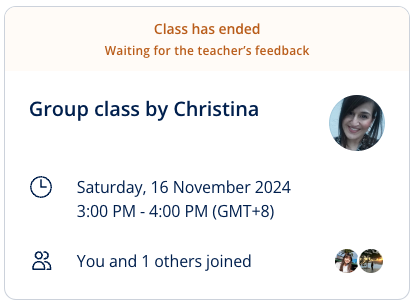 Class has ended
Waiting for the teacher's feedback
Group class by Christina
Saturday, 16 November 2024
3:00 PM - 4:00 PM (GMT+8)
You and 1 others joined